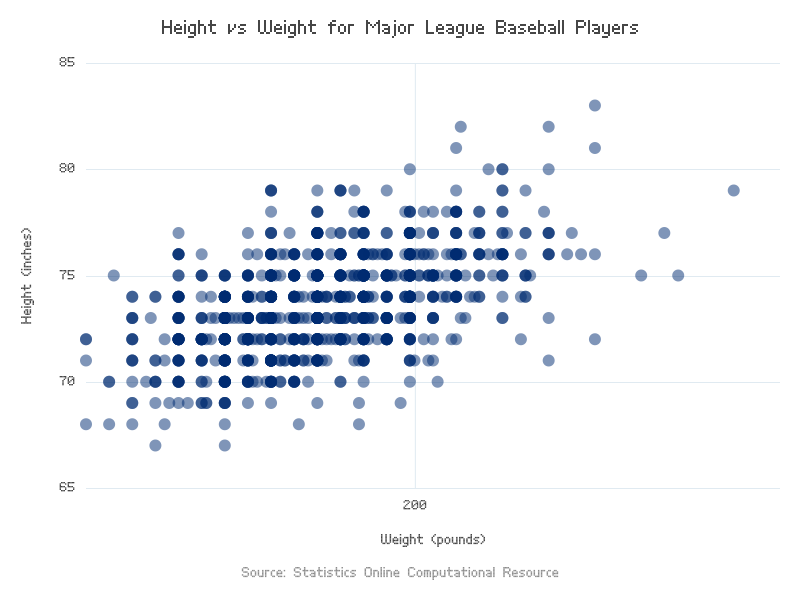 Height vs Weight for Major League Baseball Players
85
80
75
70
65
Height (inches)
200
Weight (pounds)
Source: Statistics Online Computational Resource